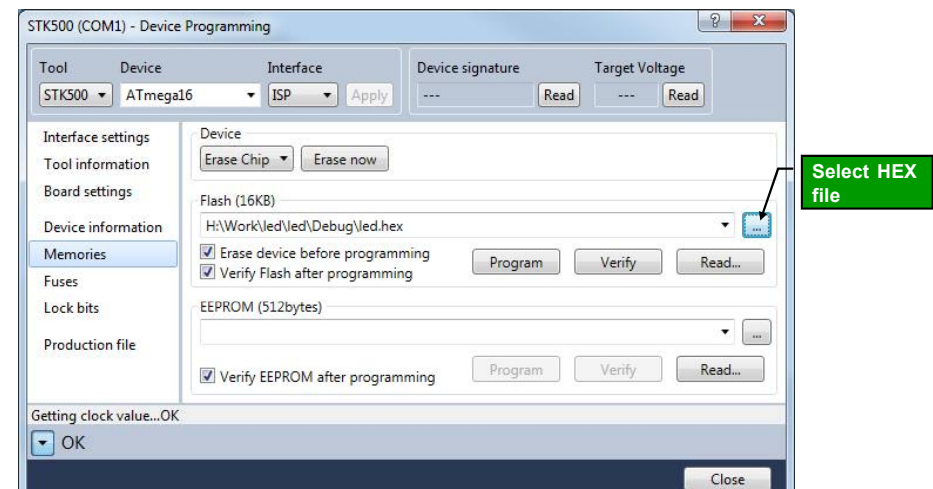 STK500 (COM1) - Device Programming
Tool Device Interface Device signature Target Voltage
STK500 ATmega16 ISP Apply --- Read --- Read
Interface settings
Tool information
Board settings
Device information
Memories
Fuses
Lock bits
Production file
Device
Erase Chip Erase now
Flash (16KB)
H:\Work\led\led\Debug\led.hex ...
Erase device before programming
Verify Flash after programming
Program Verify Read...
EEPROM (512bytes)
...
Verify EEPROM after programming
Program Verify Read...
Getting clock value...OK
OK
Close
Select HEX
file